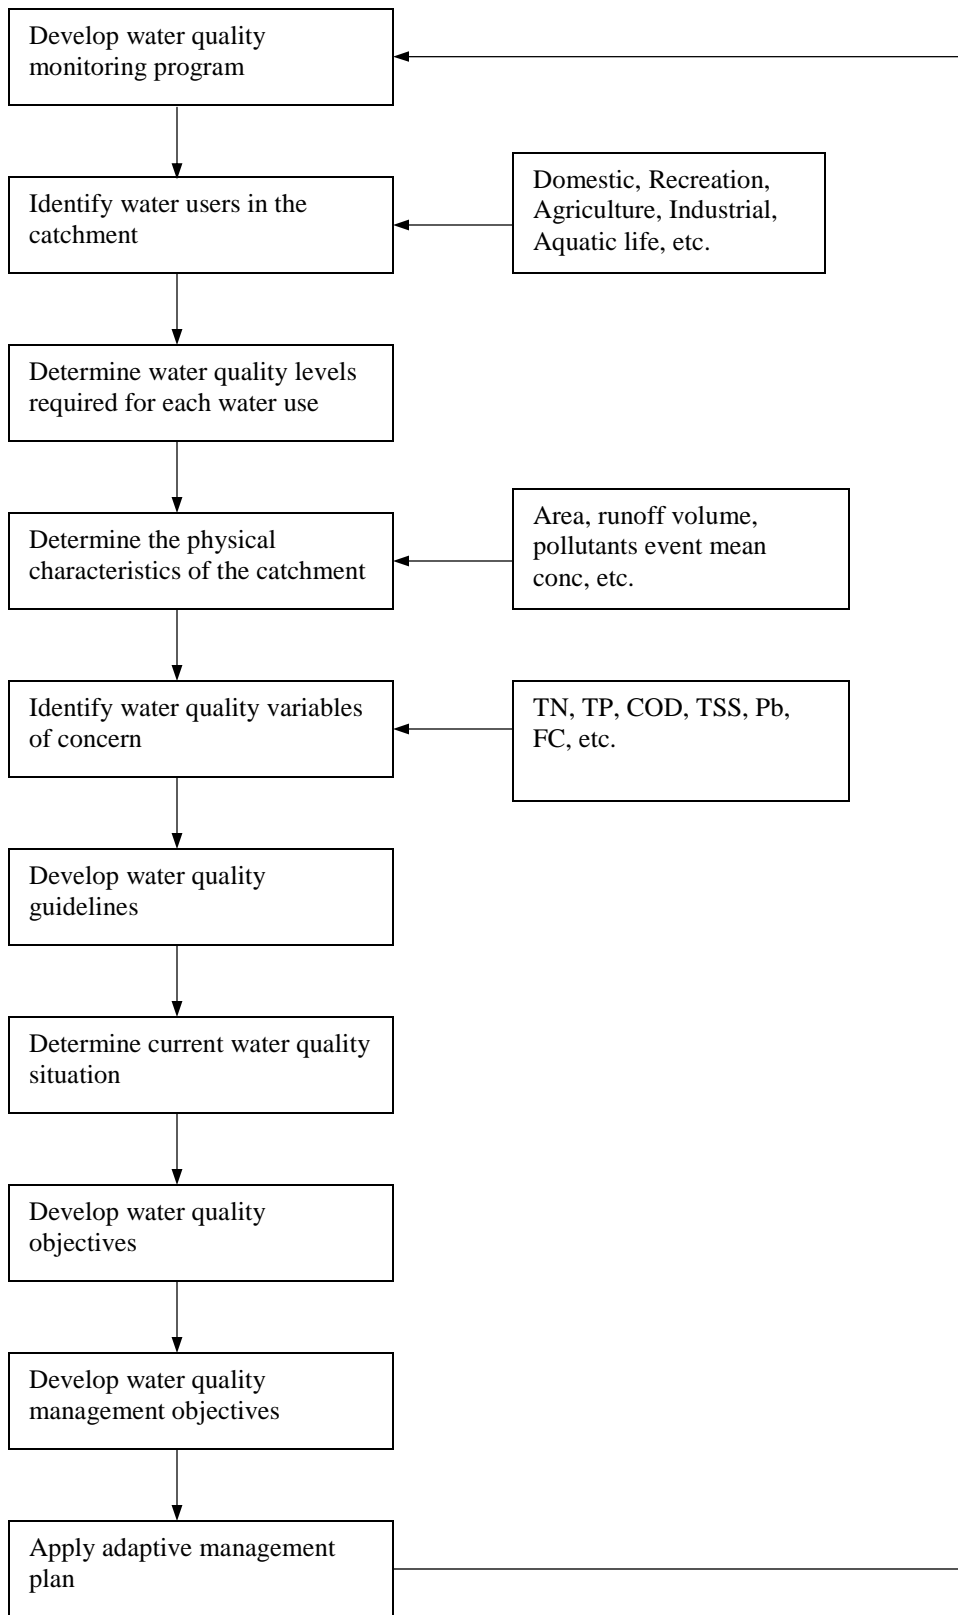 Develop water quality
monitoring program
Identify water users in the
catchment
Domestic, Recreation,
Agriculture, Industrial,
Aquatic life, etc.
Determine water quality levels
required for each water use
Determine the physical
characteristics of the catchment
Area, runoff volume,
pollutants event mean
conc, etc.
Identify water quality variables
of concern
TN, TP, COD, TSS, Pb,
FC, etc.
Develop water quality
guidelines
Determine current water quality
situation
Develop water quality
objectives
Develop water quality
management objectives
Apply adaptive management
plan